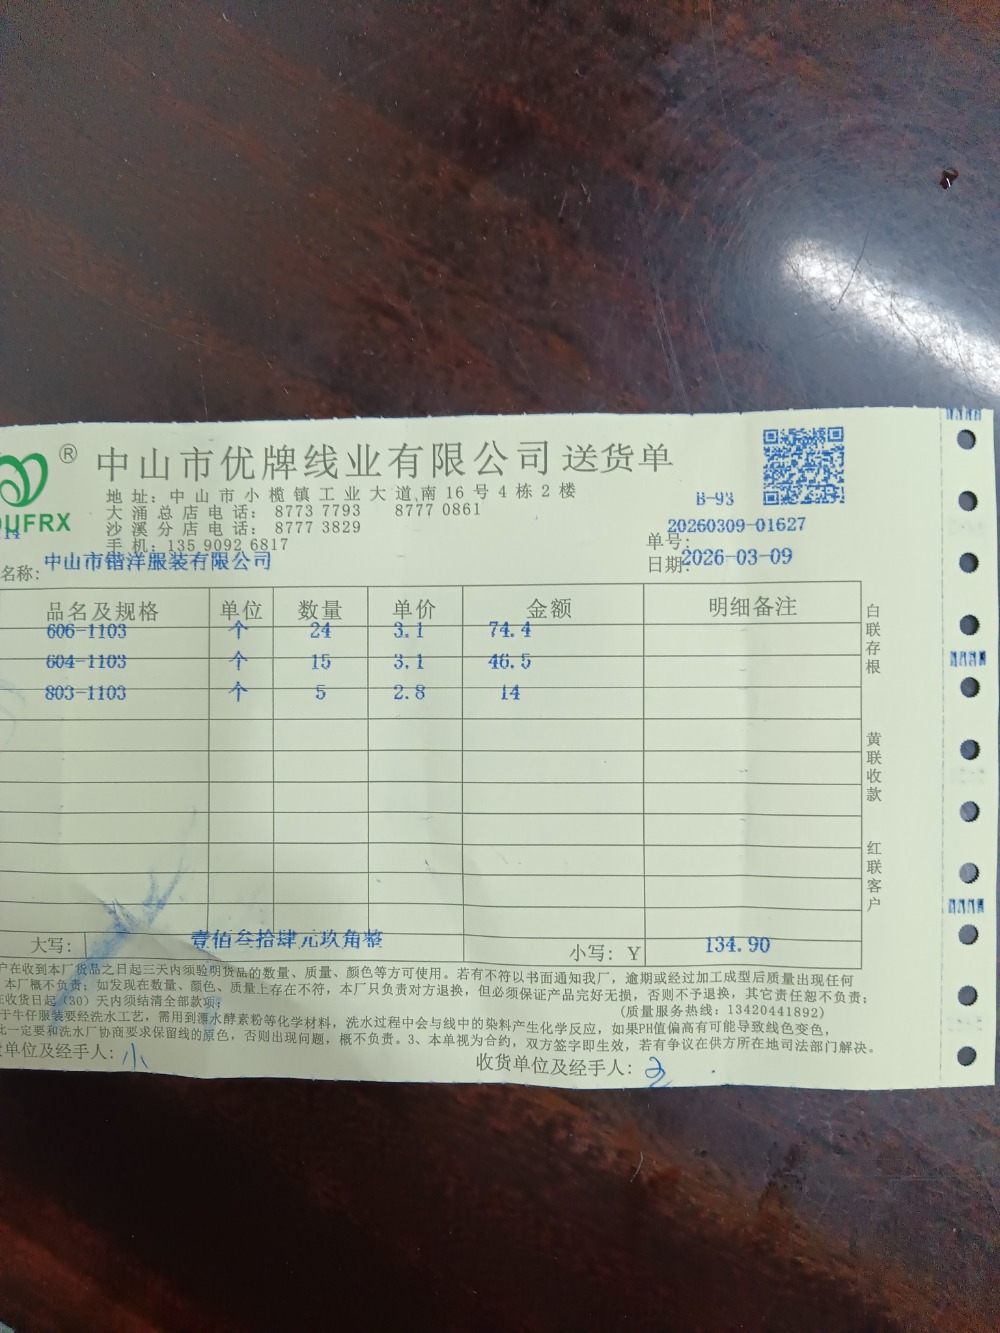 ®
中山市优牌线业有限公司 送货单
地址：中山市小榄镇工业大道南16号4栋2楼
大涌总店电话： 8773 7793 8777 0861
B-93
沙溪分店电话： 8777 3829
手机：135 9092 6817
单号： 20260309-01627
名称： 中山市锴洋服装有限公司
日期： 2026-03-09
品名及规格 单位 数量 单价 金额 明细备注
606-1103 个 24 3.1 74.4
604-1103 个 15 3.1 46.5
803-1103 个 5 2.8 14
白联存根
黄联收款
红联客户
大写： 壹佰叁拾肆元玖角整 小写：Y 134.90
户在收到本厂货品之日起三天内须验明货品的数量、质量、颜色等方可使用。若有不符以书面通知我厂，逾期或经过加工成型后质量出现任何
，本厂概不负责；如发现在数量、颜色、质量上存在不符，本厂只负责对方退换，但必须保证产品完好无损，否则不予退换，其它责任恕不负责；
在收货日起（30）天内须结清全部款项； （质量服务热线：13420441892）
于牛仔服装要经洗水工艺，需用到漂水酵素粉等化学材料，洗水过程中会与线中的染料产生化学反应，如果PH值偏高有可能导致线色变色，
此一定要和洗水厂协商要求保留线的原色，否则出现问题，概不负责。3、本单视为合约，双方签字即生效，若有争议在供方所在地司法部门解决。
货单位及经手人： 小 收货单位及经手人：